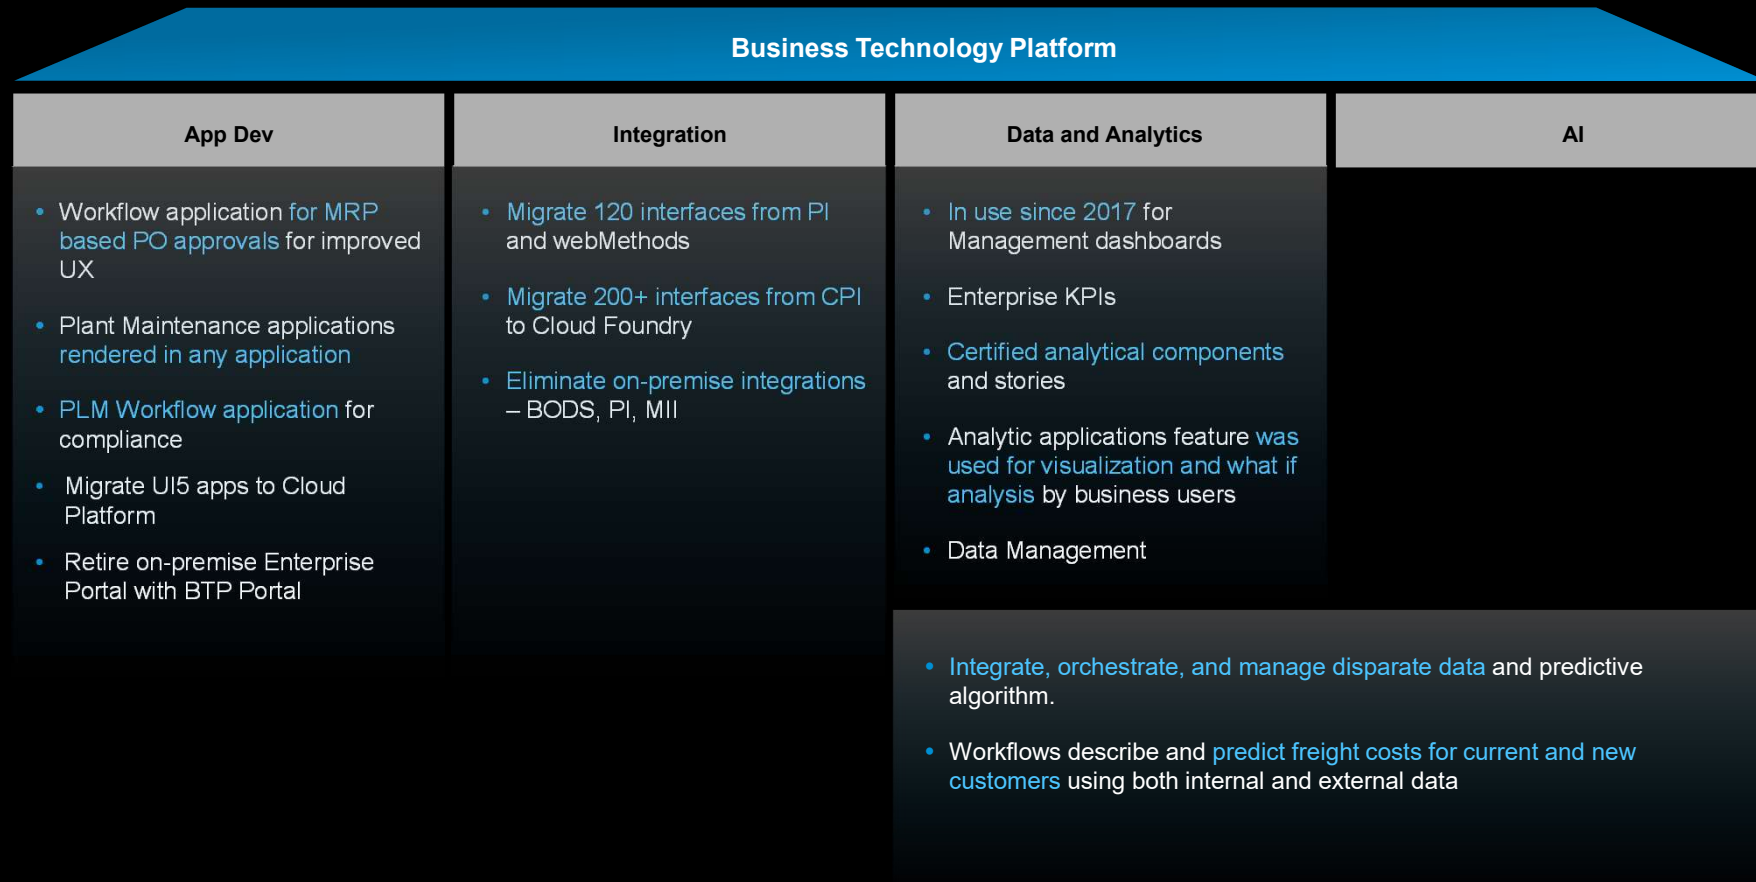 Business Technology Platform
App Dev
• Workflow application for MRP
based PO approvals for improved
UX
• Plant Maintenance applications
rendered in any application
• PLM Workflow application for
compliance
• Migrate UI5 apps to Cloud
Platform
• Retire on-premise Enterprise
Portal with BTP Portal
Integration
• Migrate 120 interfaces from PI
and webMethods
• Migrate 200+ interfaces from CPI
to Cloud Foundry
• Eliminate on-premise integrations
– BODS, PI, MII
Data and Analytics
• In use since 2017 for
Management dashboards
• Enterprise KPIs
• Certified analytical components
and stories
• Analytic applications feature was
used for visualization and what if
analysis by business users
• Data Management
AI
• Integrate, orchestrate, and manage disparate data and predictive
algorithm.
• Workflows describe and predict freight costs for current and new
customers using both internal and external data